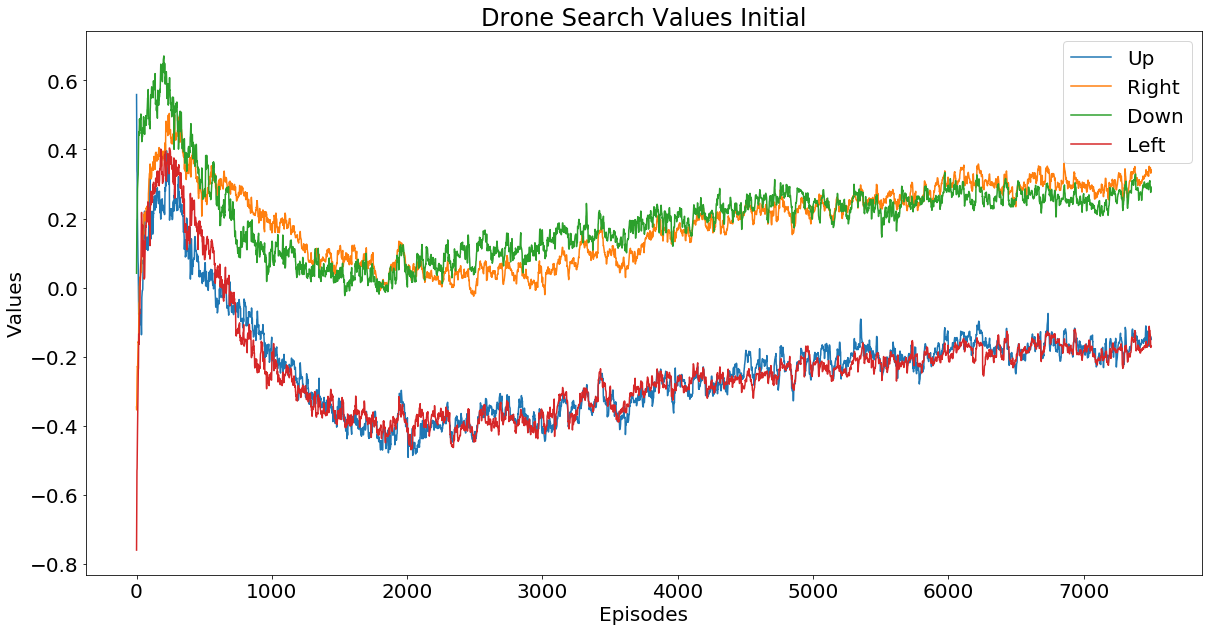 Drone Search Values Initial
Up
Right
Down
Left
Values
0.6
0.4
0.2
0.0
−0.2
−0.4
−0.6
−0.8
0 1000 2000 3000 4000 5000 6000 7000
Episodes